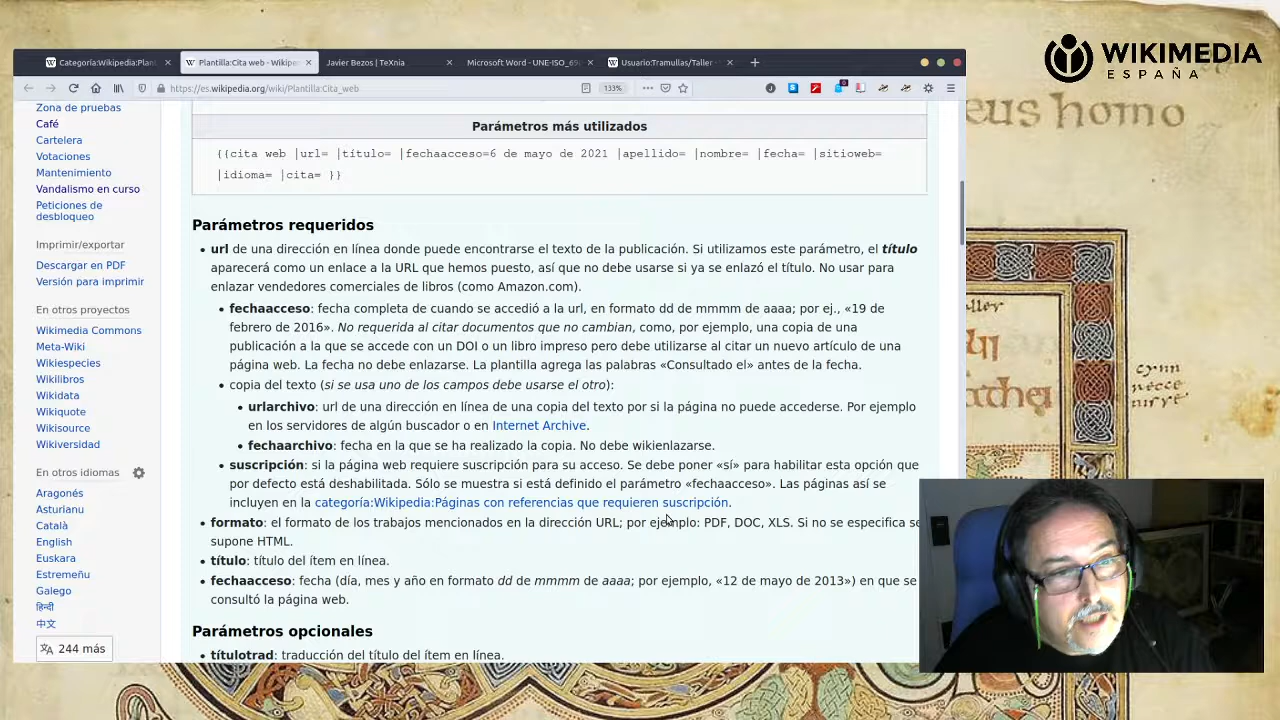 WIKIMEDIA
ESPAÑA
eus homo
Categoría:Wikipedia:Plan
Plantilla:Cita web - Wikipe
Javier Bezos | TeXnia
Microsoft Word - UNE-ISO_69
Usuario:Tramullas/Taller -
https://es.wikipedia.org/wiki/Plantilla:Cita_web
133%
Zona de pruebas
Café
Cartelera
Votaciones
Mantenimiento
Vandalismo en curso
Peticiones de
desbloqueo
Imprimir/exportar
Descargar en PDF
Versión para imprimir
En otros proyectos
Wikimedia Commons
Meta-Wiki
Wikispecies
Wikilibros
Wikidata
Wikiquote
Wikisource
Wikiversidad
En otros idiomas
Aragonés
Asturianu
Català
English
Euskara
Estremeñu
Galego
हिन्दी
中文
244 más
Parámetros más utilizados
{{cita web |url= |título= |fechaacceso=6 de mayo de 2021 |apellido= |nombre= |fecha= |sitioweb=
|idioma= |cita= }}
Parámetros requeridos
• url de una dirección en línea donde puede encontrarse el texto de la publicación. Si utilizamos este parámetro, el título
aparecerá como un enlace a la URL que hemos puesto, así que no debe usarse si ya se enlazó el título. No usar para
enlazar vendedores comerciales de libros (como Amazon.com).
• fechaacceso: fecha completa de cuando se accedió a la url, en formato dd de mmmm de aaaa; por ej., «19 de
febrero de 2016». No requerida al citar documentos que no cambian, como, por ejemplo, una copia de una
publicación a la que se accede con un DOI o un libro impreso pero debe utilizarse al citar un nuevo artículo de una
página web. La fecha no debe enlazarse. La plantilla agrega las palabras «Consultado el» antes de la fecha.
• copia del texto (si se usa uno de los campos debe usarse el otro):
• urlarchivo: url de una dirección en línea de una copia del texto por si la página no puede accederse. Por ejemplo
en los servidores de algún buscador o en Internet Archive.
• fechaarchivo: fecha en la que se ha realizado la copia. No debe wikienlazarse.
• suscripción: si la página web requiere suscripción para su acceso. Se debe poner «sí» para habilitar esta opción que
por defecto está deshabilitada. Sólo se muestra si está definido el parámetro «fechaacceso». Las páginas así se
incluyen en la categoría:Wikipedia:Páginas con referencias que requieren suscripción.
• formato: el formato de los trabajos mencionados en la dirección URL; por ejemplo: PDF, DOC, XLS. Si no se especifica se
supone HTML.
• título: título del ítem en línea.
• fechaacceso: fecha (día, mes y año en formato dd de mmmm de aaaa; por ejemplo, «12 de mayo de 2013») en que se
consultó la página web.
Parámetros opcionales
• títulotrad: traducción del título del ítem en línea.